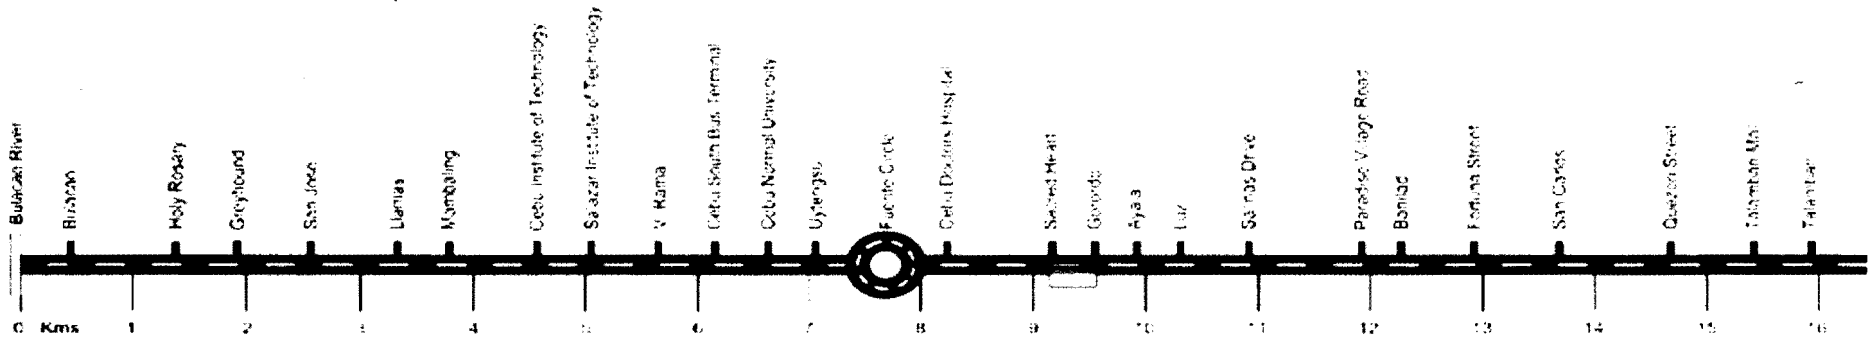 Bulacao River
Bulacao
Holy Rosary
Greyhound
San Jose
Llamas
Mambaling
Cebu Institute of Technology
Salazar Institute of Technology
V. Rama
Cebu South Bus Terminal
Cebu Normal University
Uytengsu
Fuente Circle
Cebu Doctors Hospital
Sacred Heart
Gorordo
Ayala
Luz
Salinas Drive
Paradise Village Road
Banilad
Fortuna Street
San Carlos
Quezon Street
Talamban
0 Kms 1 2 3 4 5 6 7 8 9 10 11 12 13 14 15 16